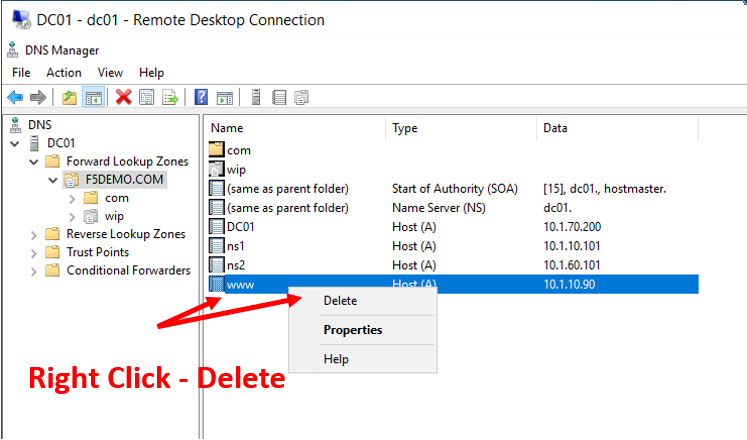 DC01 - dc01 - Remote Desktop Connection
DNS Manager
File Action View Help
DNS
DC01
Forward Lookup Zones
F5DEMO.COM
com
wip
Reverse Lookup Zones
Trust Points
Conditional Forwarders
Name Type Data
com
wip
(same as parent folder) Start of Authority (SOA) [15], dc01., hostmaster.
(same as parent folder) Name Server (NS) dc01.
DC01 Host (A) 10.1.70.200
ns1 Host (A) 10.1.10.101
ns2 Host (A) 10.1.60.101
www Host (A) 10.1.10.90
Delete
Properties
Help
Right Click - Delete